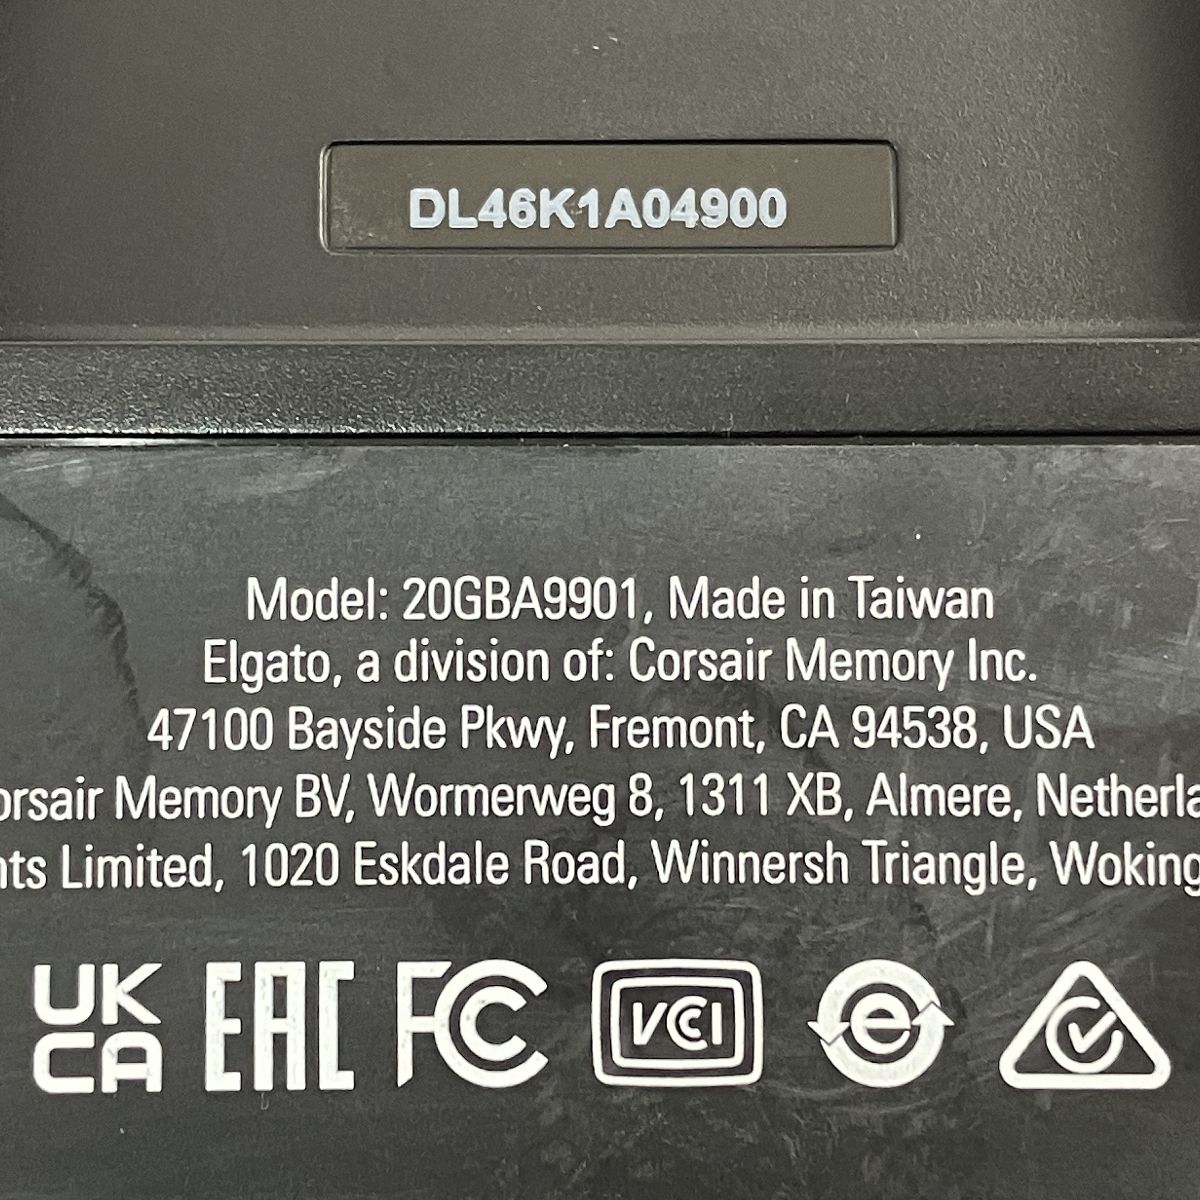 DL46K1A04900
Model: 20GBA9901, Made in Taiwan
Elgato, a division of: Corsair Memory Inc.
47100 Bayside Pkwy, Fremont, CA 94538, USA
orsair Memory BV, Wormerweg 8, 1311 XB, Almere, Netherla
nts Limited, 1020 Eskdale Road, Winnersh Triangle, Woking
UK EAC FC VCCI e
CA